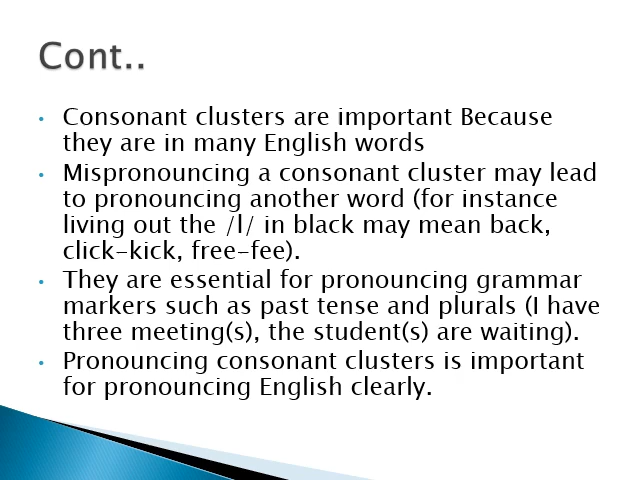 Cont..
• Consonant clusters are important Because
they are in many English words
• Mispronouncing a consonant cluster may lead
to pronouncing another word (for instance
living out the /l/ in black may mean back,
click-kick, free-fee).
• They are essential for pronouncing grammar
markers such as past tense and plurals (I have
three meeting(s), the student(s) are waiting).
• Pronouncing consonant clusters is important
for pronouncing English clearly.